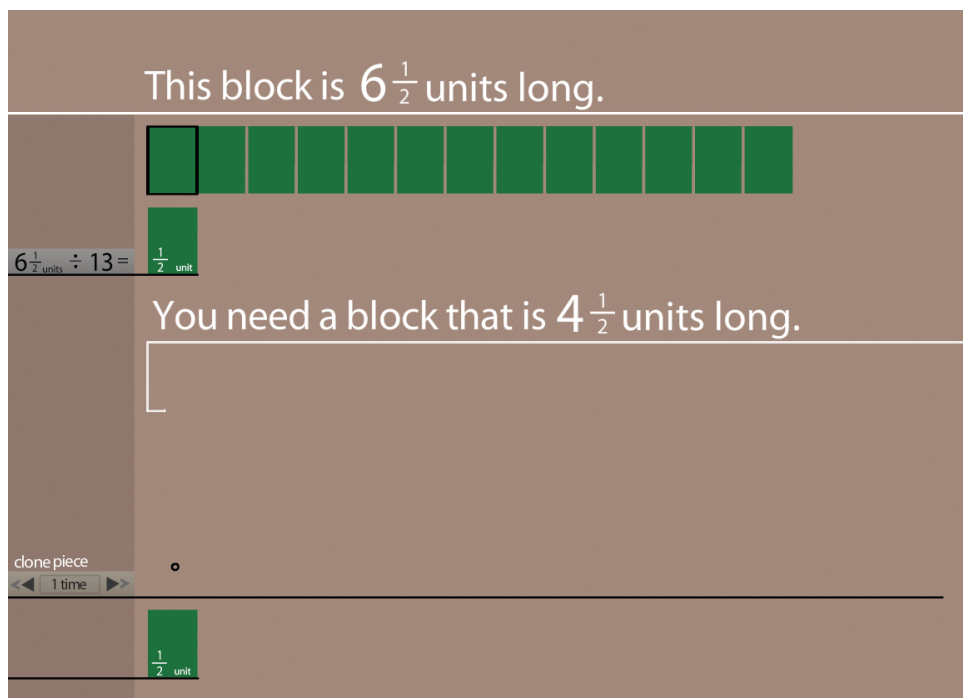 This block is 6 1/2 units long.
6 1/2 units ÷ 13 =
1/2 unit
You need a block that is 4 1/2 units long.
clone piece
1 time
1/2 unit